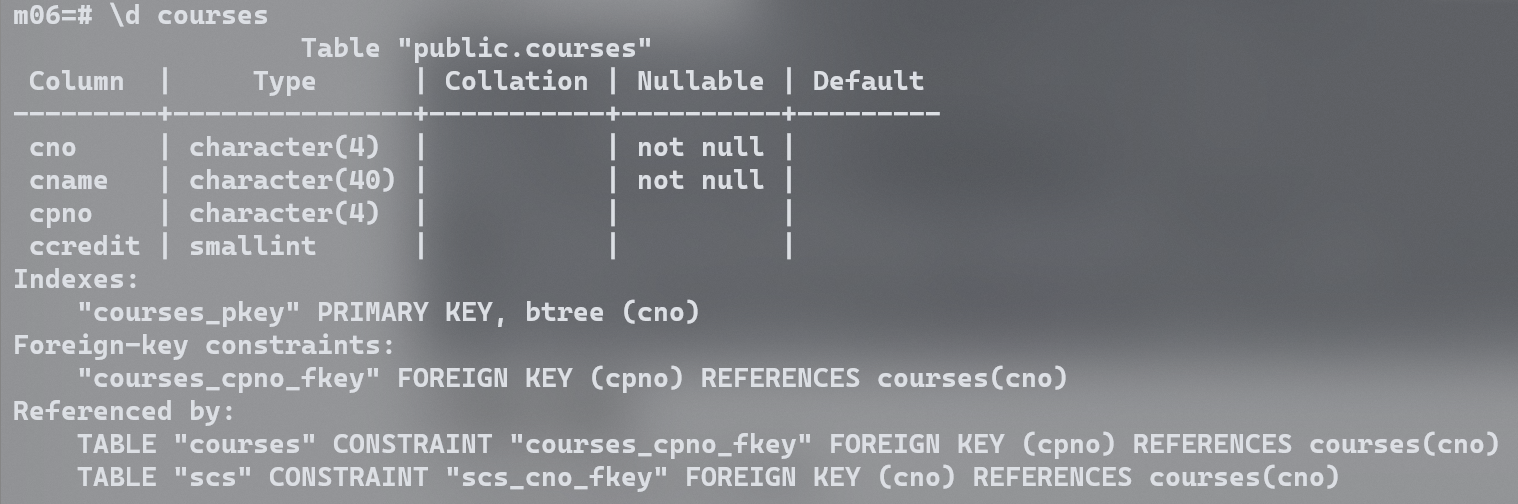 m06=# \d courses
                  Table "public.courses"
  Column  |     Type      | Collation | Nullable | Default
----------+---------------+-----------+----------+---------
 cno      | character(4)  |           | not null |
 cname    | character(40) |           | not null |
 cpno     | character(4)  |           |          |
 ccredit  | smallint      |           |          |
Indexes:
    "courses_pkey" PRIMARY KEY, btree (cno)
Foreign-key constraints:
    "courses_cpno_fkey" FOREIGN KEY (cpno) REFERENCES courses(cno)
Referenced by:
    TABLE "courses" CONSTRAINT "courses_cpno_fkey" FOREIGN KEY (cpno) REFERENCES courses(cno)
    TABLE "scs" CONSTRAINT "scs_cno_fkey" FOREIGN KEY (cno) REFERENCES courses(cno)